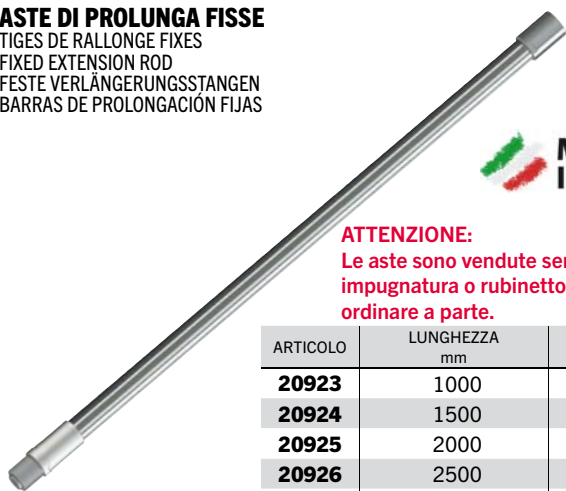 ASTE DI PROLUNGA FISSE
TIGES DE RALLONGE FIXES
FIXED EXTENSION ROD
FESTE VERLÄNGERUNGSSTANGEN
BARRAS DE PROLONGACIÓN FIJAS
ATTENZIONE:
Le aste sono vendute
impugnatura o rubinetto
ordinare a parte.
ARTICOLO LUNGHEZZA
mm
20923 1000
20924 1500
20925 2000
20926 2500